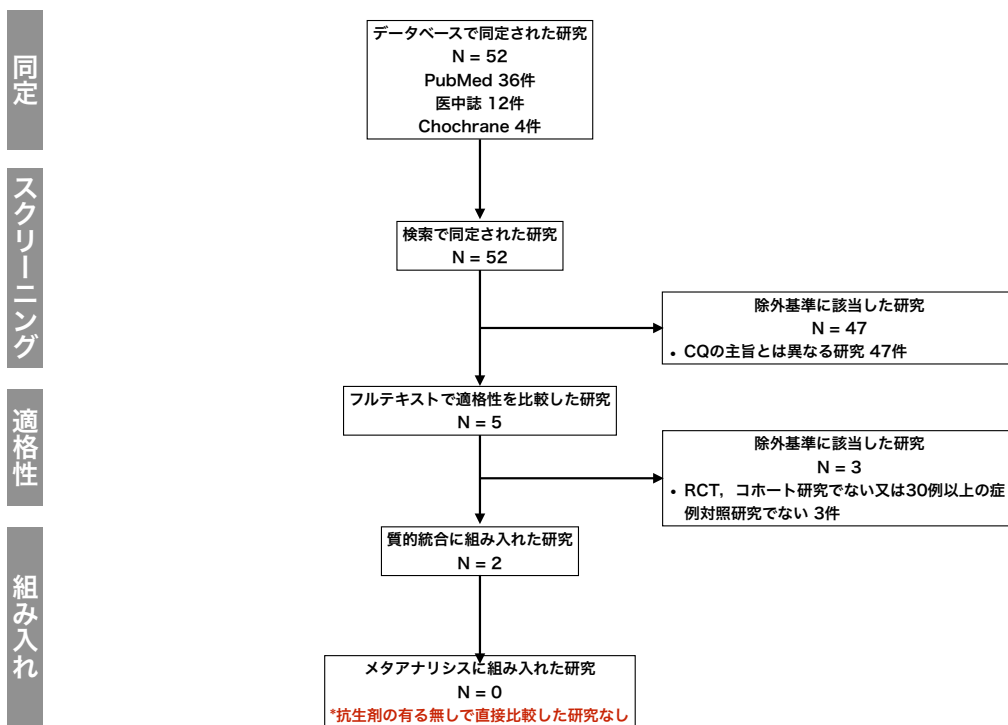 同定
データベースで同定された研究
N = 52
PubMed 36件
医中誌 12件
Chochrane 4件
スクリーニング
検索で同定された研究
N = 52
除外基準に該当した研究
N = 47
• CQの主旨とは異なる研究 47件
適格性
フルテキストで適格性を比較した研究
N = 5
除外基準に該当した研究
N = 3
• RCT，コホート研究でない又は30例以上の症
例対照研究でない 3件
組み入れ
質的統合に組み入れた研究
N = 2
メタアナリシスに組み入れた研究
N = 0
*抗生剤の有る無しで直接比較した研究なし